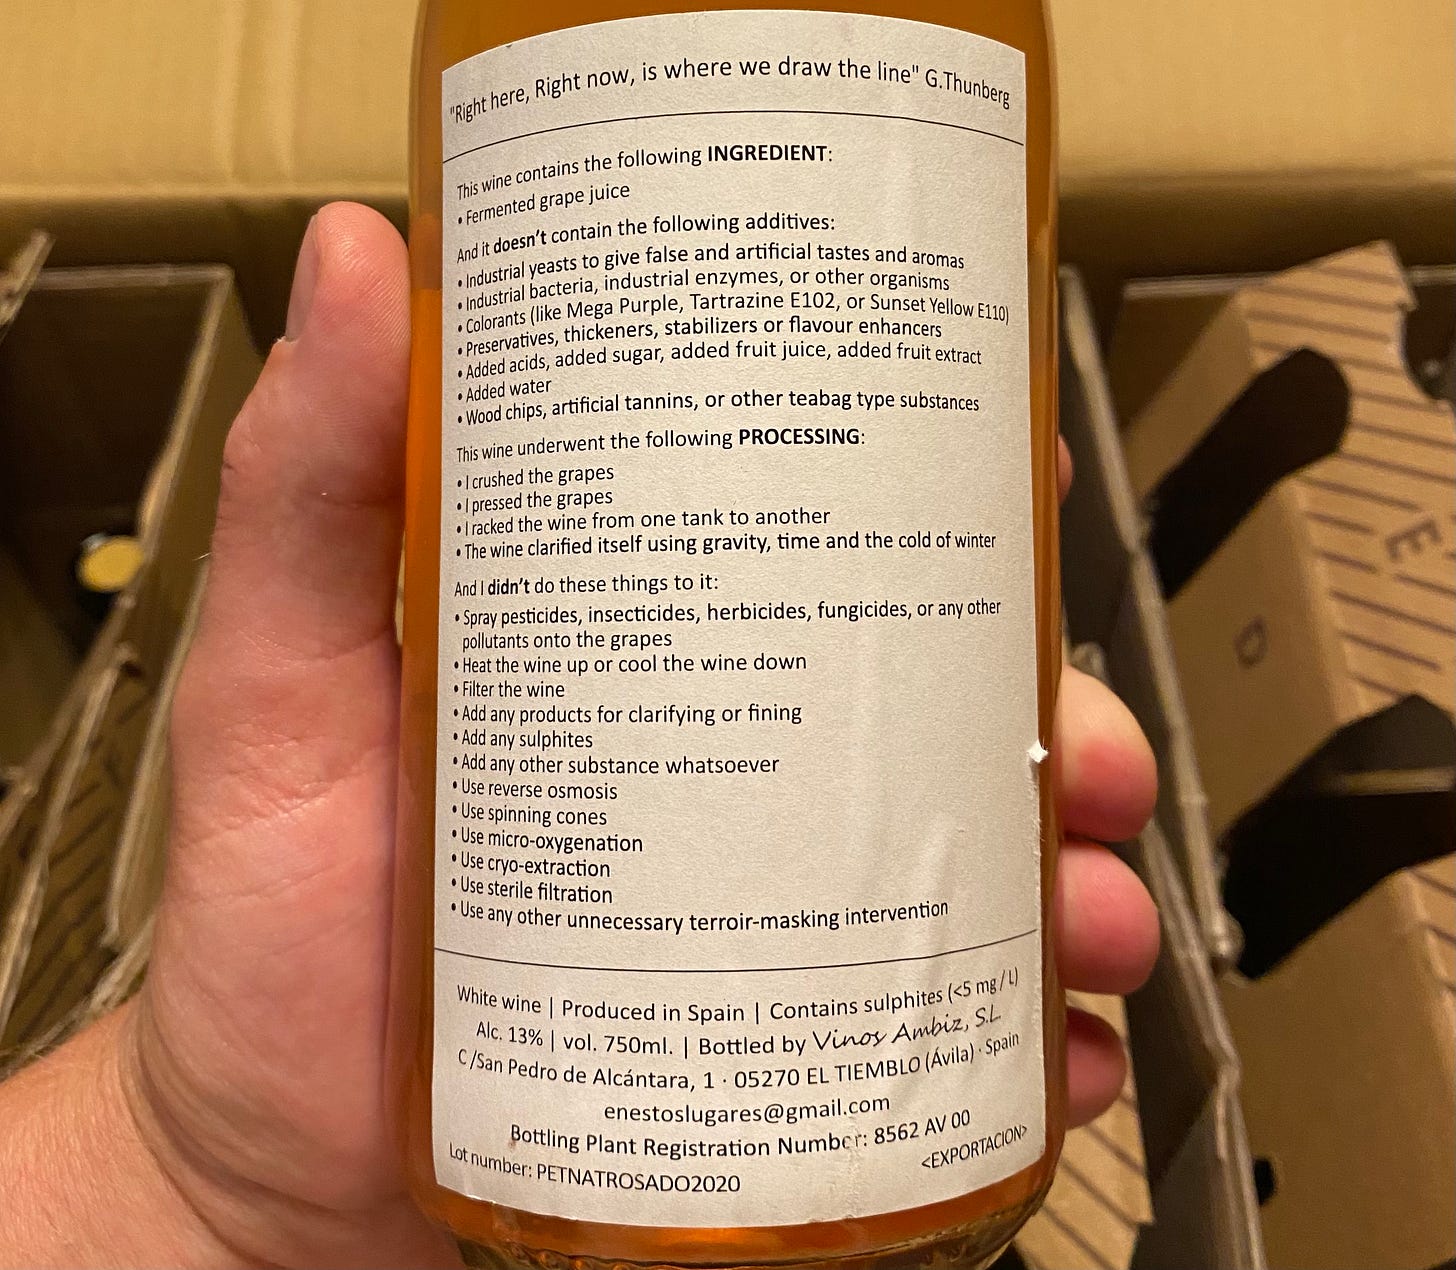 "Right here, Right now, is where we draw the line" G.Thunberg
This wine contains the following INGREDIENT:
• Fermented grape juice
And it doesn't contain the following additives:
• Industrial yeasts to give false and artificial tastes and aromas
• Industrial bacteria, industrial enzymes, or other organisms
• Colorants (like Mega Purple, Tartrazine E102, or Sunset Yellow E110)
• Preservatives, thickeners, stabilizers or flavour enhancers
• Added acids, added sugar, added fruit juice, added fruit extract
• Added water
• Wood chips, artificial tannins, or other teabag type substances
This wine underwent the following PROCESSING:
• I crushed the grapes
• I pressed the grapes
• I racked the wine from one tank to another
• The wine clarified itself using gravity, time and the cold of winter
And I didn't do these things to it:
• Spray pesticides, insecticides, herbicides, fungicides, or any other
pollutants onto the grapes
• Heat the wine up or cool the wine down
• Filter the wine
• Add any products for clarifying or fining
• Add any sulphites
• Add any other substance whatsoever
• Use reverse osmosis
• Use spinning cones
• Use micro-oxygenation
• Use cryo-extraction
• Use sterile filtration
• Use any other unnecessary terroir-masking intervention
White wine | Produced in Spain | Contains sulphites (<5 mg/L)
Alc. 13% | vol. 750ml. | Bottled by Vinos Ambiz, S.L.
C/San Pedro de Alcántara, 1 · 05270 EL TIEMBLO (Ávila) · Spain
enestoslugares@gmail.com
Bottling Plant Registration Number: 8562 AV 00
<EXPORTACION>
Lot number: PETNATROSADO2020
E
D